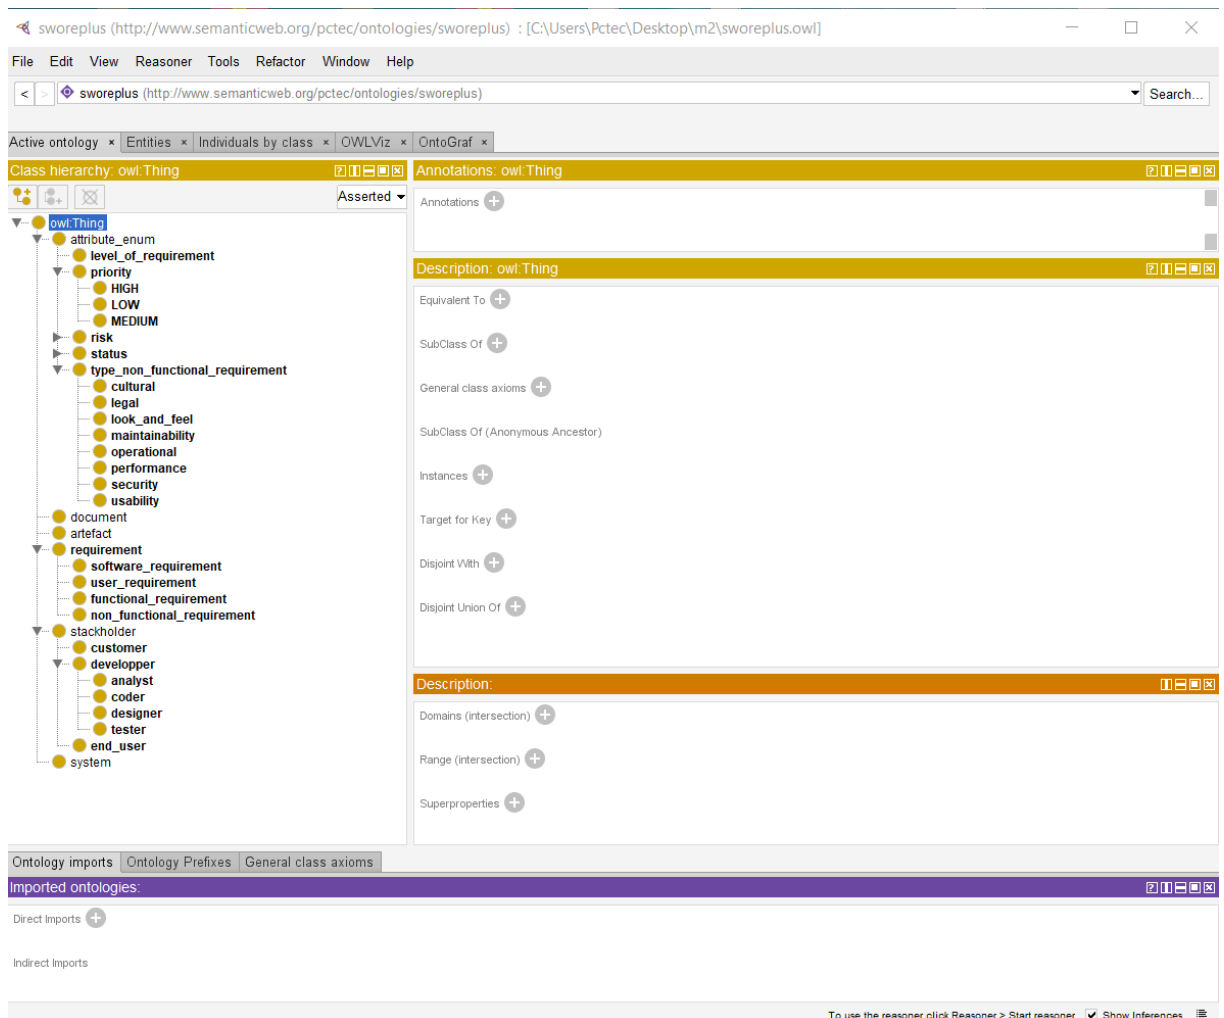 sworeplus (http://www.semanticweb.org/pctec/ontologies/sworeplus) : [C:\Users\Pctec\Desktop\m2\sworeplus.owl]
File Edit View Reasoner Tools Refactor Window Help
< > sworeplus (http://www.semanticweb.org/pctec/ontologies/sworeplus) Search...
Active ontology × Entities × Individuals by class × OWLViz × OntoGraf ×
Class hierarchy: owl:Thing
Asserted
owl:Thing
attribute_enum
level_of_requirement
priority
HIGH
LOW
MEDIUM
risk
status
type_non_functional_requirement
cultural
legal
look_and_feel
maintainability
operational
performance
security
usability
document
artefact
requirement
software_requirement
user_requirement
functional_requirement
non_functional_requirement
stackholder
customer
developper
analyst
coder
designer
tester
end_user
system
Annotations: owl:Thing
Annotations
Description: owl:Thing
Equivalent To
SubClass Of
General class axioms
SubClass Of (Anonymous Ancestor)
Instances
Target for Key
Disjoint With
Disjoint Union Of
Description:
Domains (intersection)
Range (intersection)
Superproperties
Ontology imports Ontology Prefixes General class axioms
Imported ontologies:
Direct Imports
Indirect Imports
To use the reasoner click Reasoner > Start reasoner Show Inferences